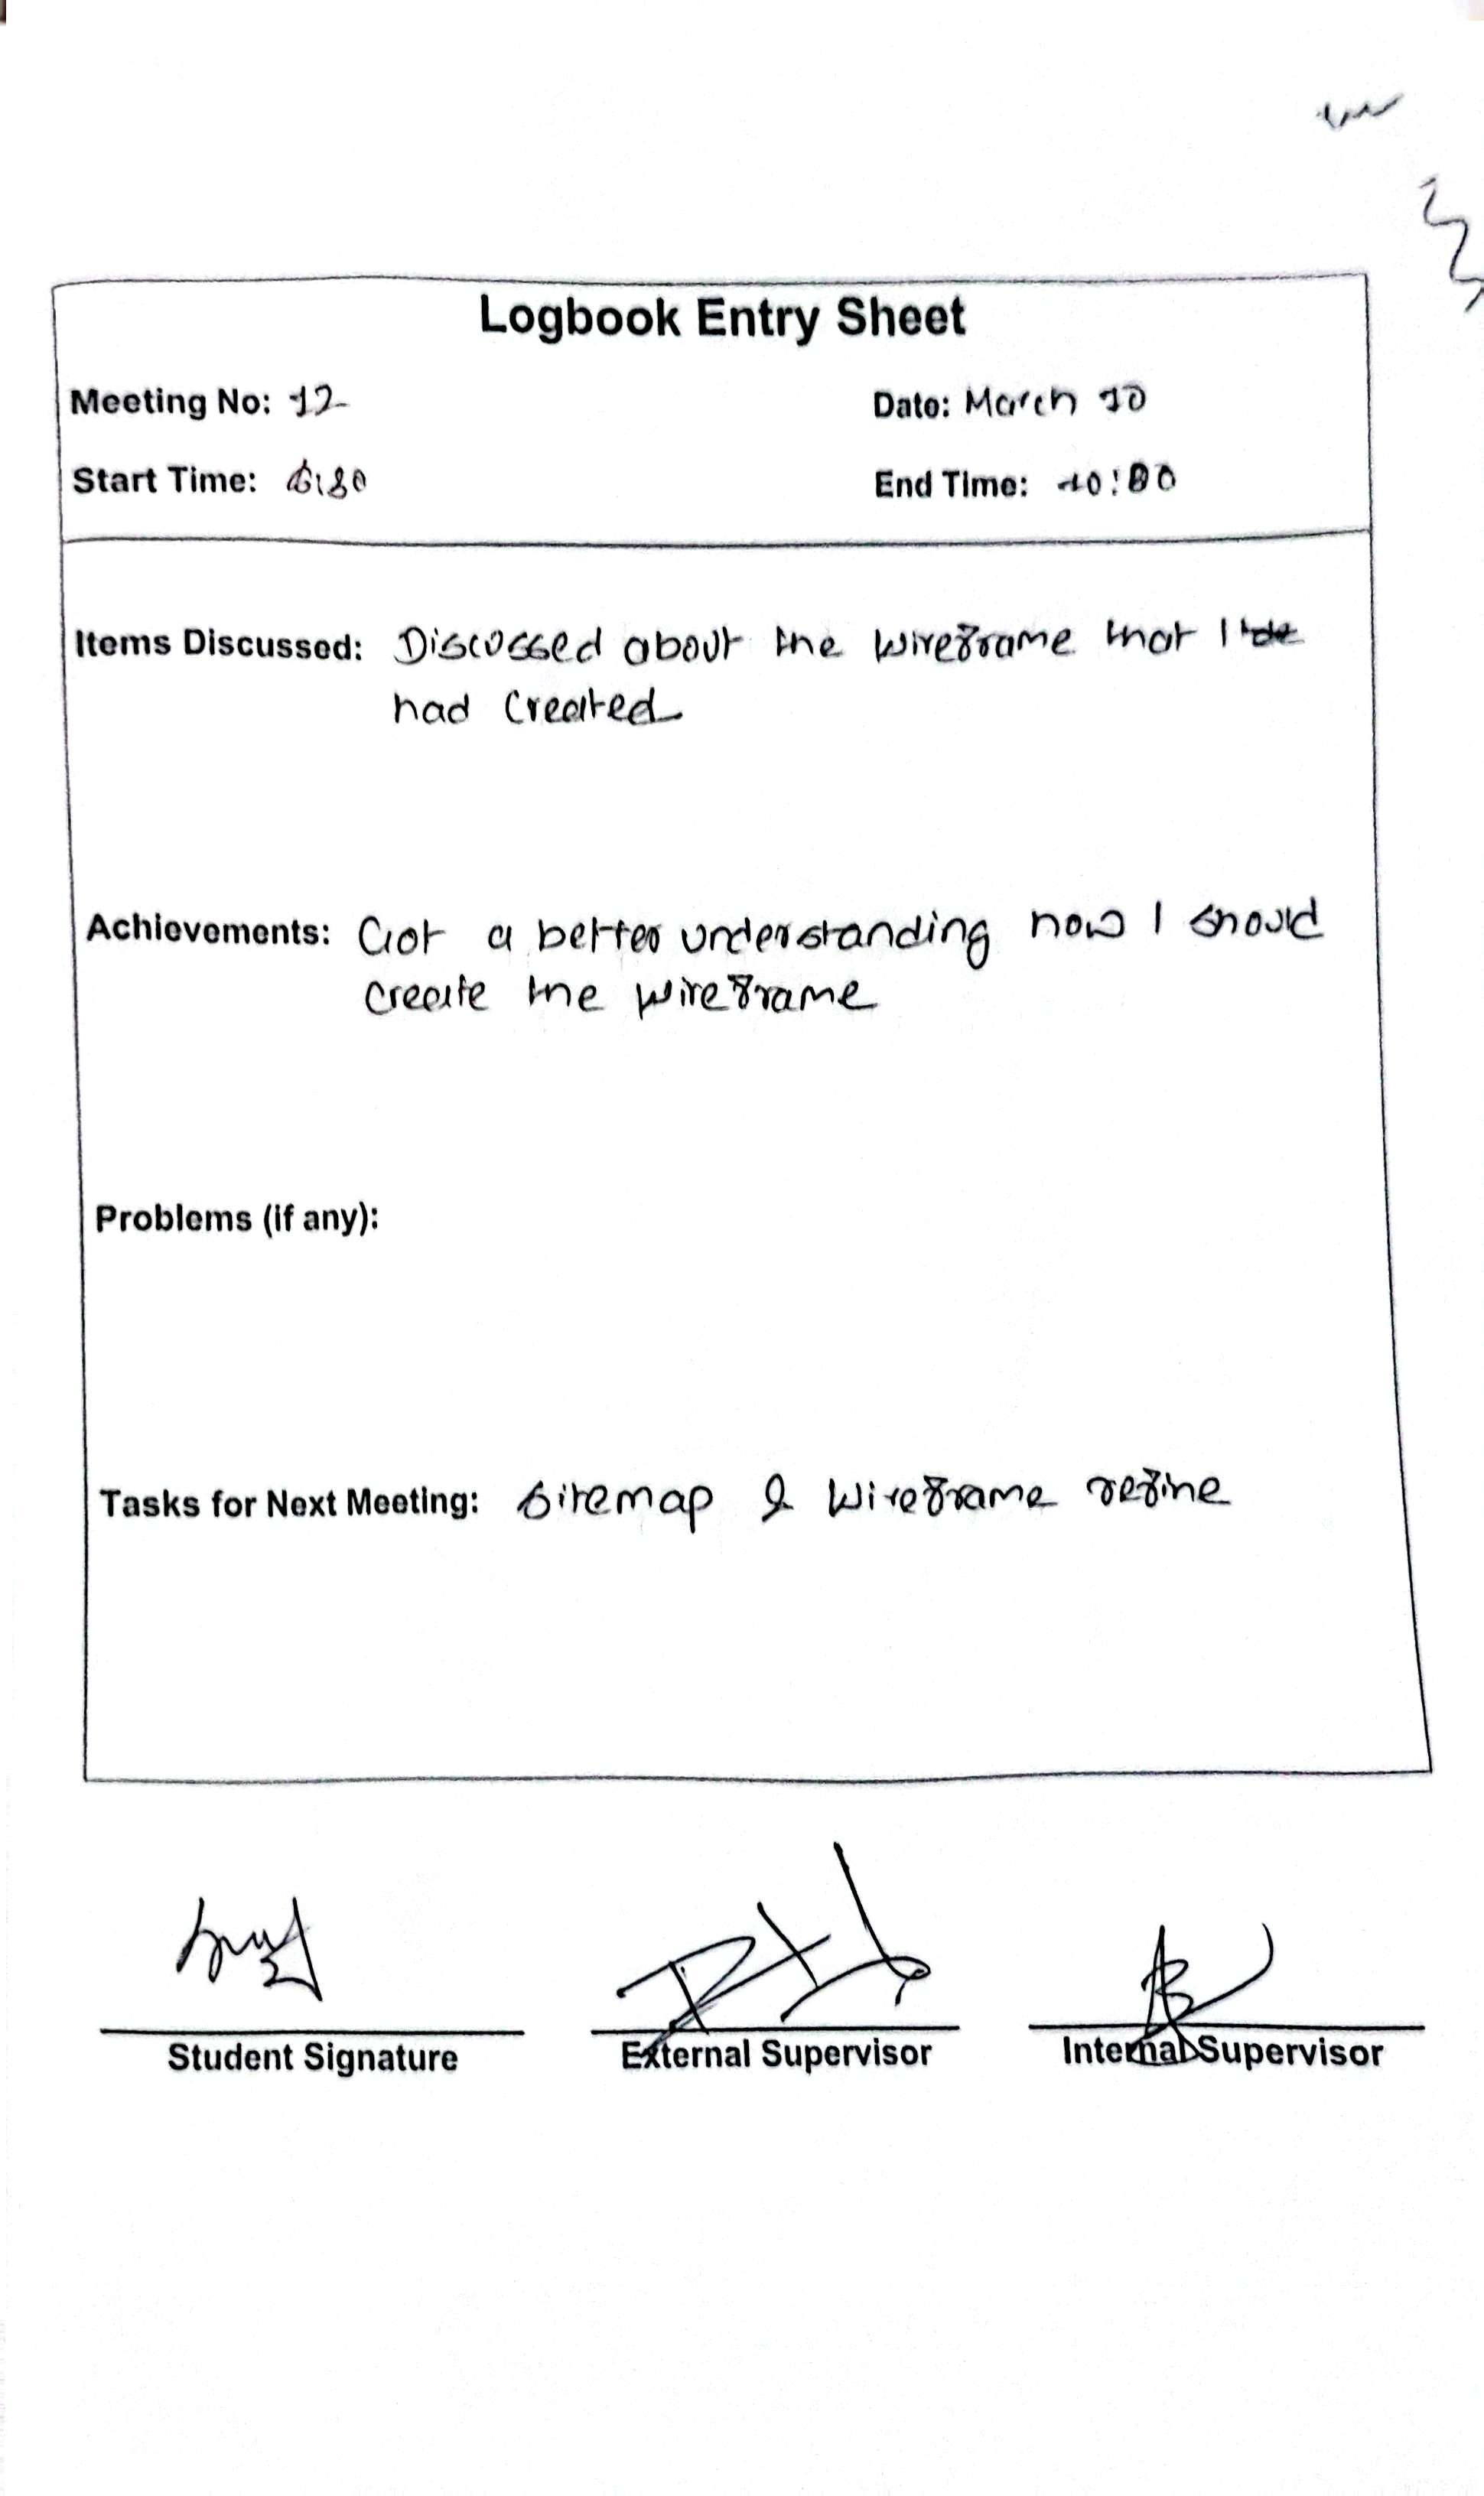 Logbook Entry Sheet
Meeting No: 12 Date: March 10
Start Time: End Time: 10:00
Items Discussed: Discussed about the wireframe that I
had created
Achievements: Got a better understanding how I should
create the wireframe
Problems (if any):
Tasks for Next Meeting: Sitemap & Wireframe refine
Student Signature External Supervisor Internal Supervisor